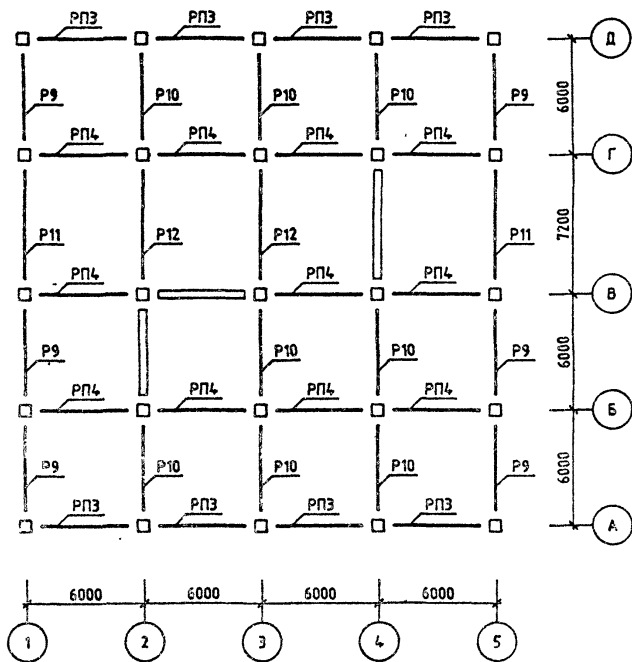 РП3 РП3 РП3 РП3
Д
Р9 Р10 Р10 Р10 Р9
6000
РП4 РП4 РП4 РП4
Г
7200
Р11 Р12 Р12 Р11
РП4 РП4 РП4
В
Р9 Р10 Р10 Р9
6000
РП4 РП4 РП4 РП4
Б
Р9 Р10 Р10 Р10 Р9
6000
РП3 РП3 РП3 РП3
А
6000 6000 6000 6000
1 2 3 4 5